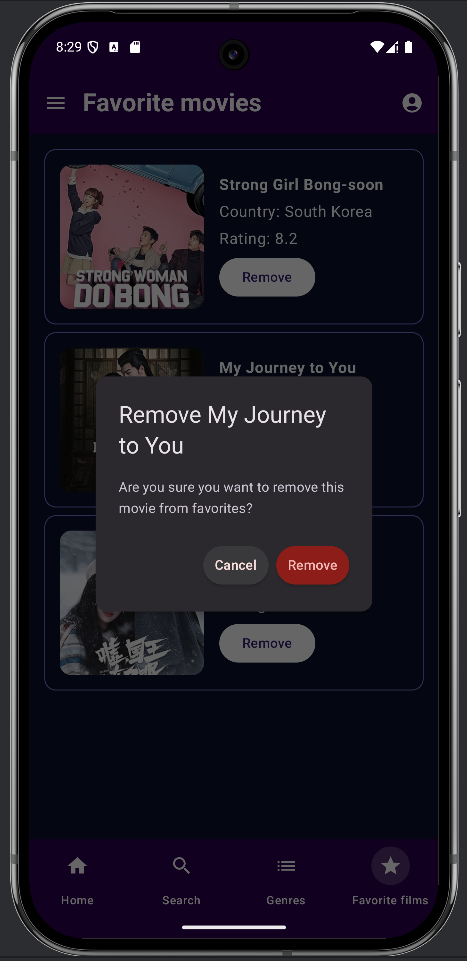 8:29
Favorite movies
Strong Girl Bong-soon
Country: South Korea
Rating: 8.2
STRONG WOMAN
DO BONG
Remove
My Journey to You
Remove My Journey
to You
Are you sure you want to remove this
movie from favorites?
Cancel
Remove
Remove
Home
Search
Genres
Favorite films